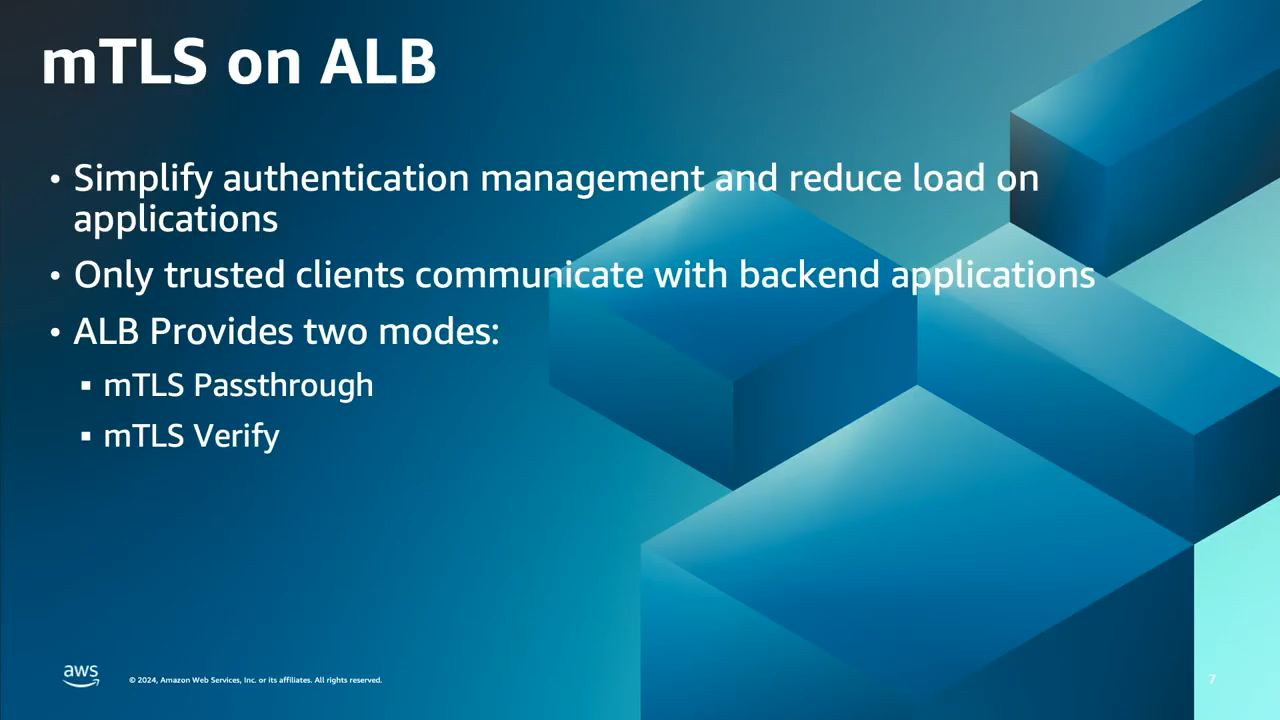 mTLS on ALB
• Simplify authentication management and reduce load on
applications
• Only trusted clients communicate with backend applications
• ALB Provides two modes:
▪ mTLS Passthrough
▪ mTLS Verify
aws
© 2024, Amazon Web Services, Inc. or its affiliates. All rights reserved.
7